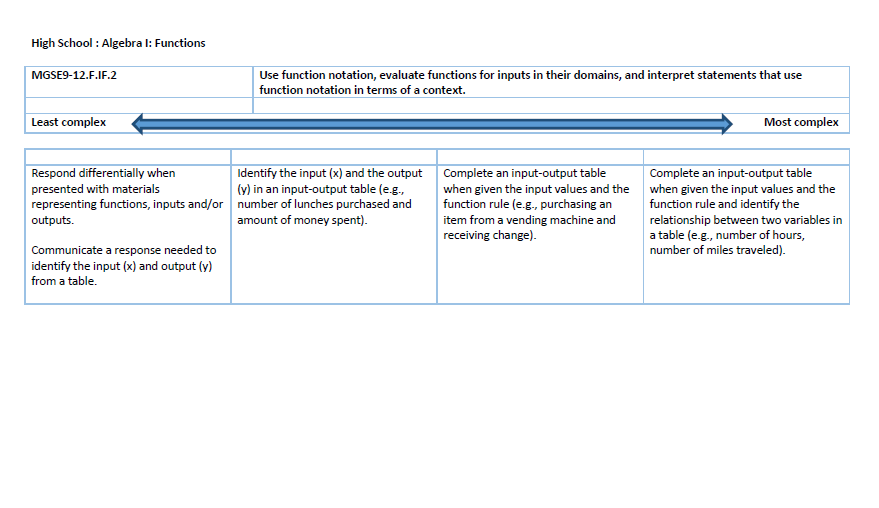 High School : Algebra I: Functions
MGSE9-12.F.IF.2
Use function notation, evaluate functions for inputs in their domains, and interpret statements that use
function notation in terms of a context.
Least complex
Most complex
Respond differentially when
presented with materials
representing functions, inputs and/or
outputs.
Communicate a response needed to
identify the input (x) and output (y)
from a table.
Identify the input (x) and the output
(y) in an input-output table (e.g.,
number of lunches purchased and
amount of money spent).
Complete an input-output table
when given the input values and the
function rule (e.g., purchasing an
item from a vending machine and
receiving change).
Complete an input-output table
when given the input values and the
function rule and identify the
relationship between two variables in
a table (e.g., number of hours,
number of miles traveled).